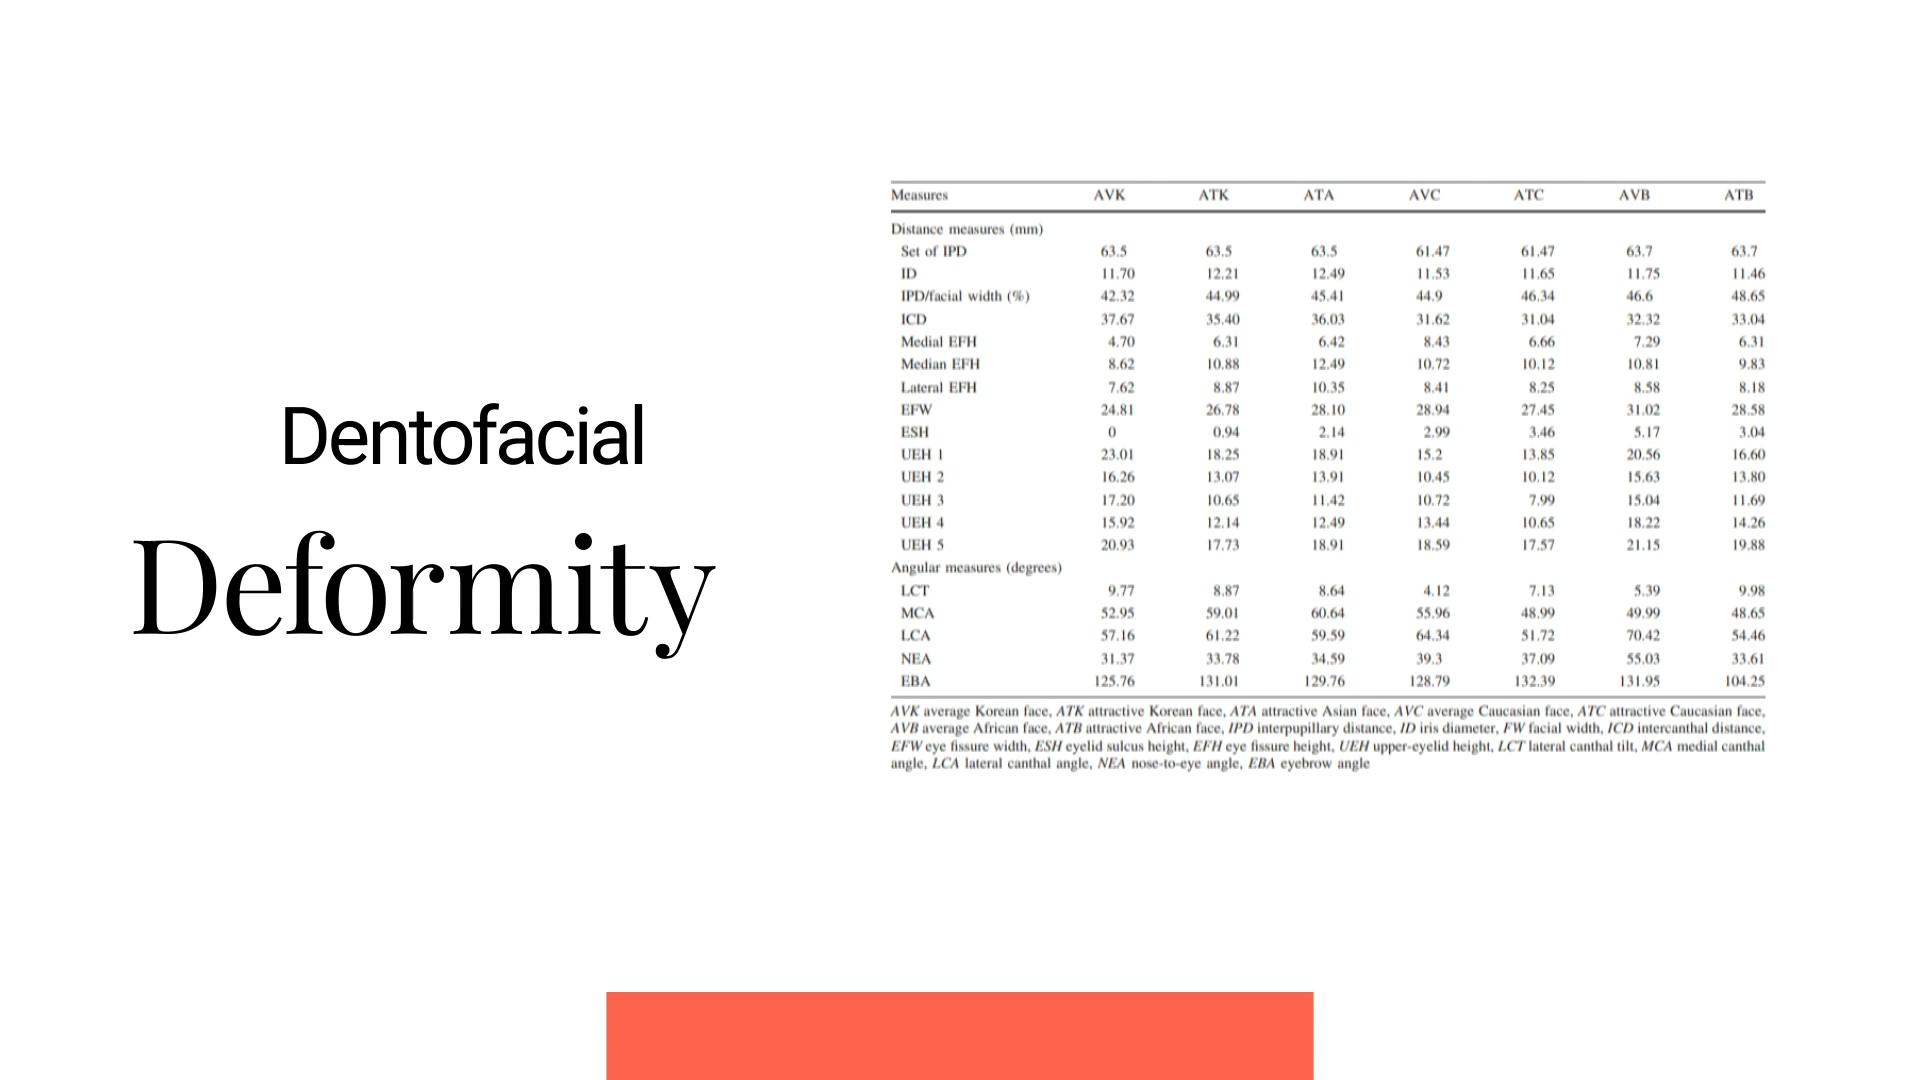 Dentofacial
Deformity
Measures AVK ATK ATA AVC ATC AVB ATB
Distance measures (mm)
Set of IPD 63.5 63.5 63.5 61.47 61.47 63.7 63.7
ID 11.70 12.21 12.49 11.53 11.65 11.75 11.46
IPD/facial width (%) 42.32 44.99 45.41 44.9 46.34 46.6 48.65
ICD 37.67 35.40 36.03 31.62 31.04 32.32 33.04
Medial EFH 4.70 6.31 6.42 8.43 6.66 7.29 6.31
Median EFH 8.62 10.88 12.49 10.72 10.12 10.81 9.83
Lateral EFH 7.62 8.87 10.35 8.41 8.25 8.58 8.18
EFW 24.81 26.78 28.10 28.94 27.45 31.02 28.58
ESH 0 0.94 2.14 2.99 3.46 5.17 3.04
UEH 1 23.01 18.25 18.91 15.2 13.85 20.56 16.60
UEH 2 16.26 13.07 13.91 10.45 10.12 15.63 13.80
UEH 3 17.20 10.65 11.42 10.72 7.99 15.04 11.69
UEH 4 15.92 12.14 12.49 13.44 10.65 18.22 14.26
UEH 5 20.93 17.73 18.91 18.59 17.57 21.15 19.88
Angular measures (degrees)
LCT 9.77 8.87 8.64 4.12 7.13 5.39 9.98
MCA 52.95 59.01 60.64 55.96 48.99 49.99 48.65
LCA 57.16 61.22 59.59 64.34 51.72 70.42 54.46
NEA 31.37 33.78 34.59 39.3 37.09 55.03 33.61
EBA 125.76 131.01 129.76 128.79 132.39 131.95 104.25
AVK average Korean face, ATK attractive Korean face, ATA attractive Asian face, AVC average Caucasian face, ATC attractive Caucasian face,
AVB average African face, ATB attractive African face, IPD interpupillary distance, ID iris diameter, FW facial width, ICD intercanthal distance,
EFW eye fissure width, ESH eyelid sulcus height, EFH eye fissure height, UEH upper-eyelid height, LCT lateral canthal tilt, MCA medial canthal
angle, LCA lateral canthal angle, NEA nose-to-eye angle, EBA eyebrow angle